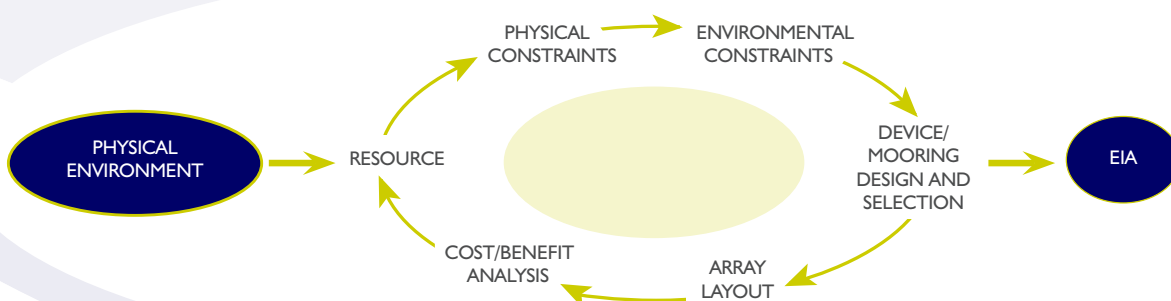 PHYSICAL
CONSTRAINTS
ENVIRONMENTAL
CONSTRAINTS
PHYSICAL
ENVIRONMENT
RESOURCE
DEVICE/
MOORING
DESIGN AND
SELECTION
EIA
COST/BENEFIT
ANALYSIS
ARRAY
LAYOUT